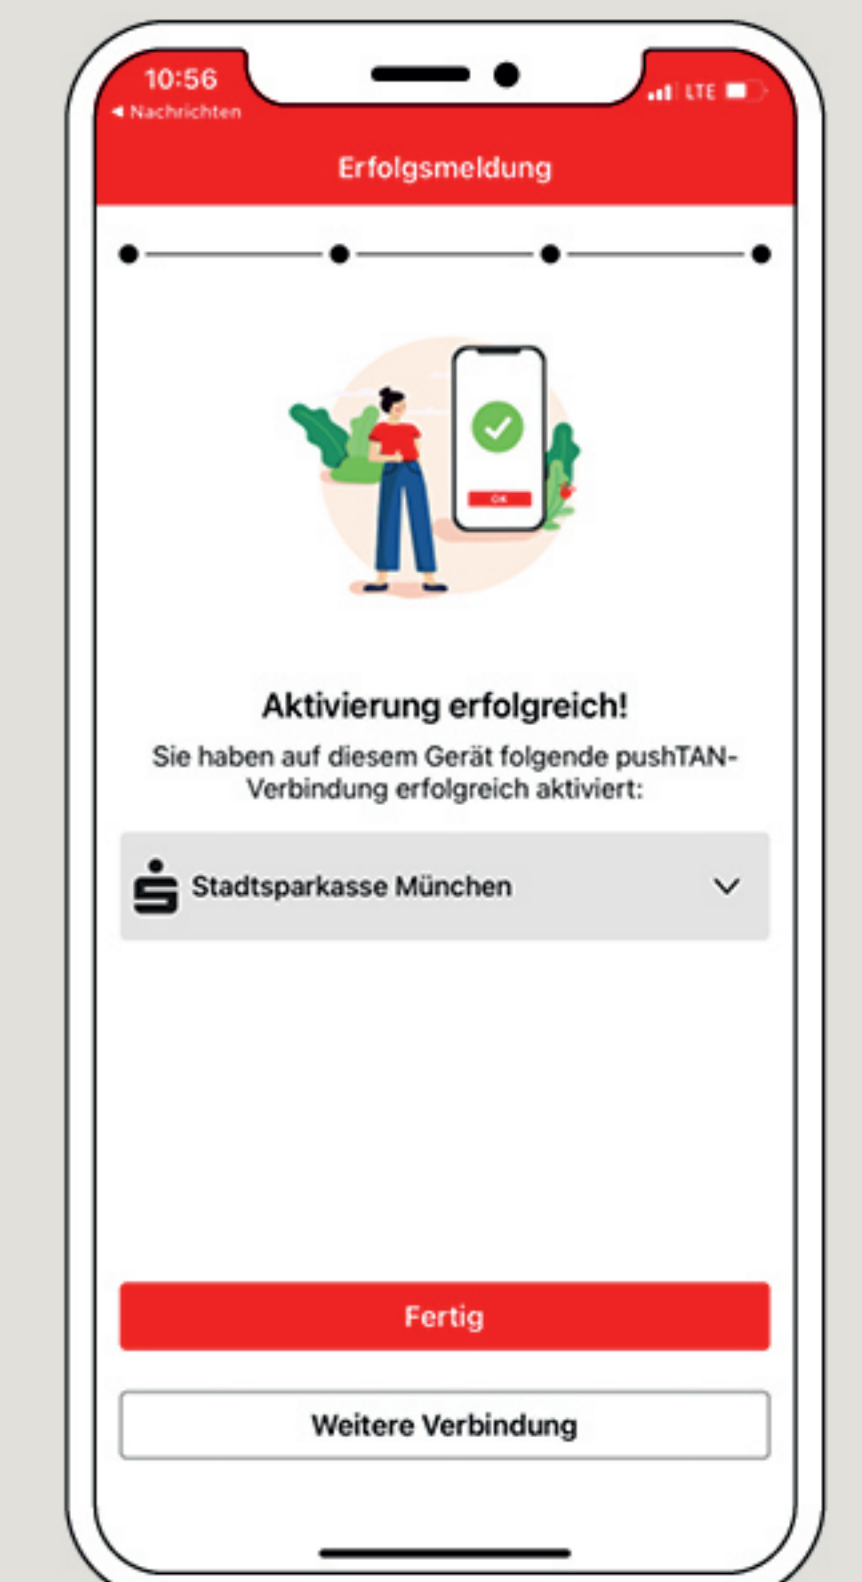 10:56
LTE
◀ Nachrichten
Erfolgsmeldung
OK
Aktivierung erfolgreich!
Sie haben auf diesem Gerät folgende pushTAN-
Verbindung erfolgreich aktiviert:
Stadtsparkasse München
Fertig
Weitere Verbindung